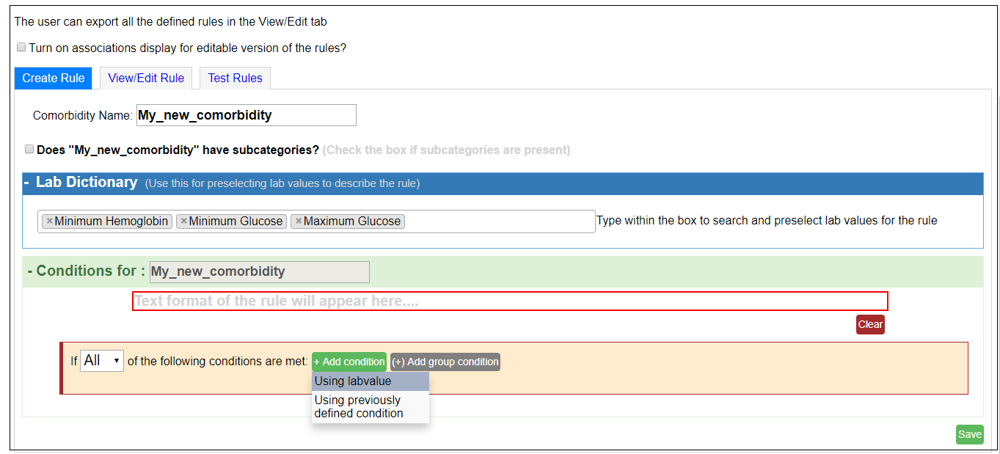 The user can export all the defined rules in the View/Edit tab
Turn on associations display for editable version of the rules?
Create Rule View/Edit Rule Test Rules
Comorbidity Name: My_new_comorbidity
Does "My_new_comorbidity" have subcategories? (Check the box if subcategories are present)
- Lab Dictionary (Use this for preselecting lab values to describe the rule)
×Minimum Hemoglobin ×Minimum Glucose ×Maximum Glucose Type within the box to search and preselect lab values for the rule
- Conditions for : My_new_comorbidity
Text format of the rule will appear here....
Clear
If All of the following conditions are met: + Add condition (+) Add group condition
Using labvalue
Using previously
defined condition
Save